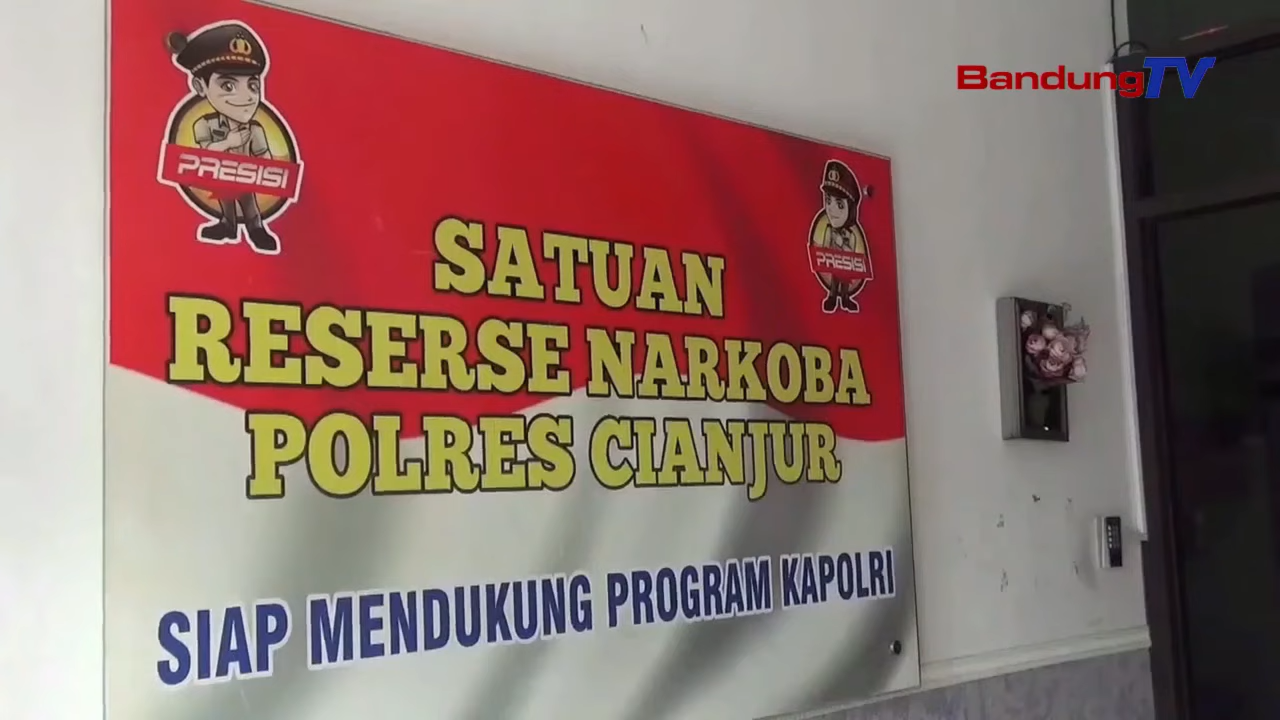 BandungTV
PRESISI
PRESISI
SATUAN
RESERSE NARKOBA
POLRES CIANJUR
SIAP MENDUKUNG PROGRAM KAPOLRI